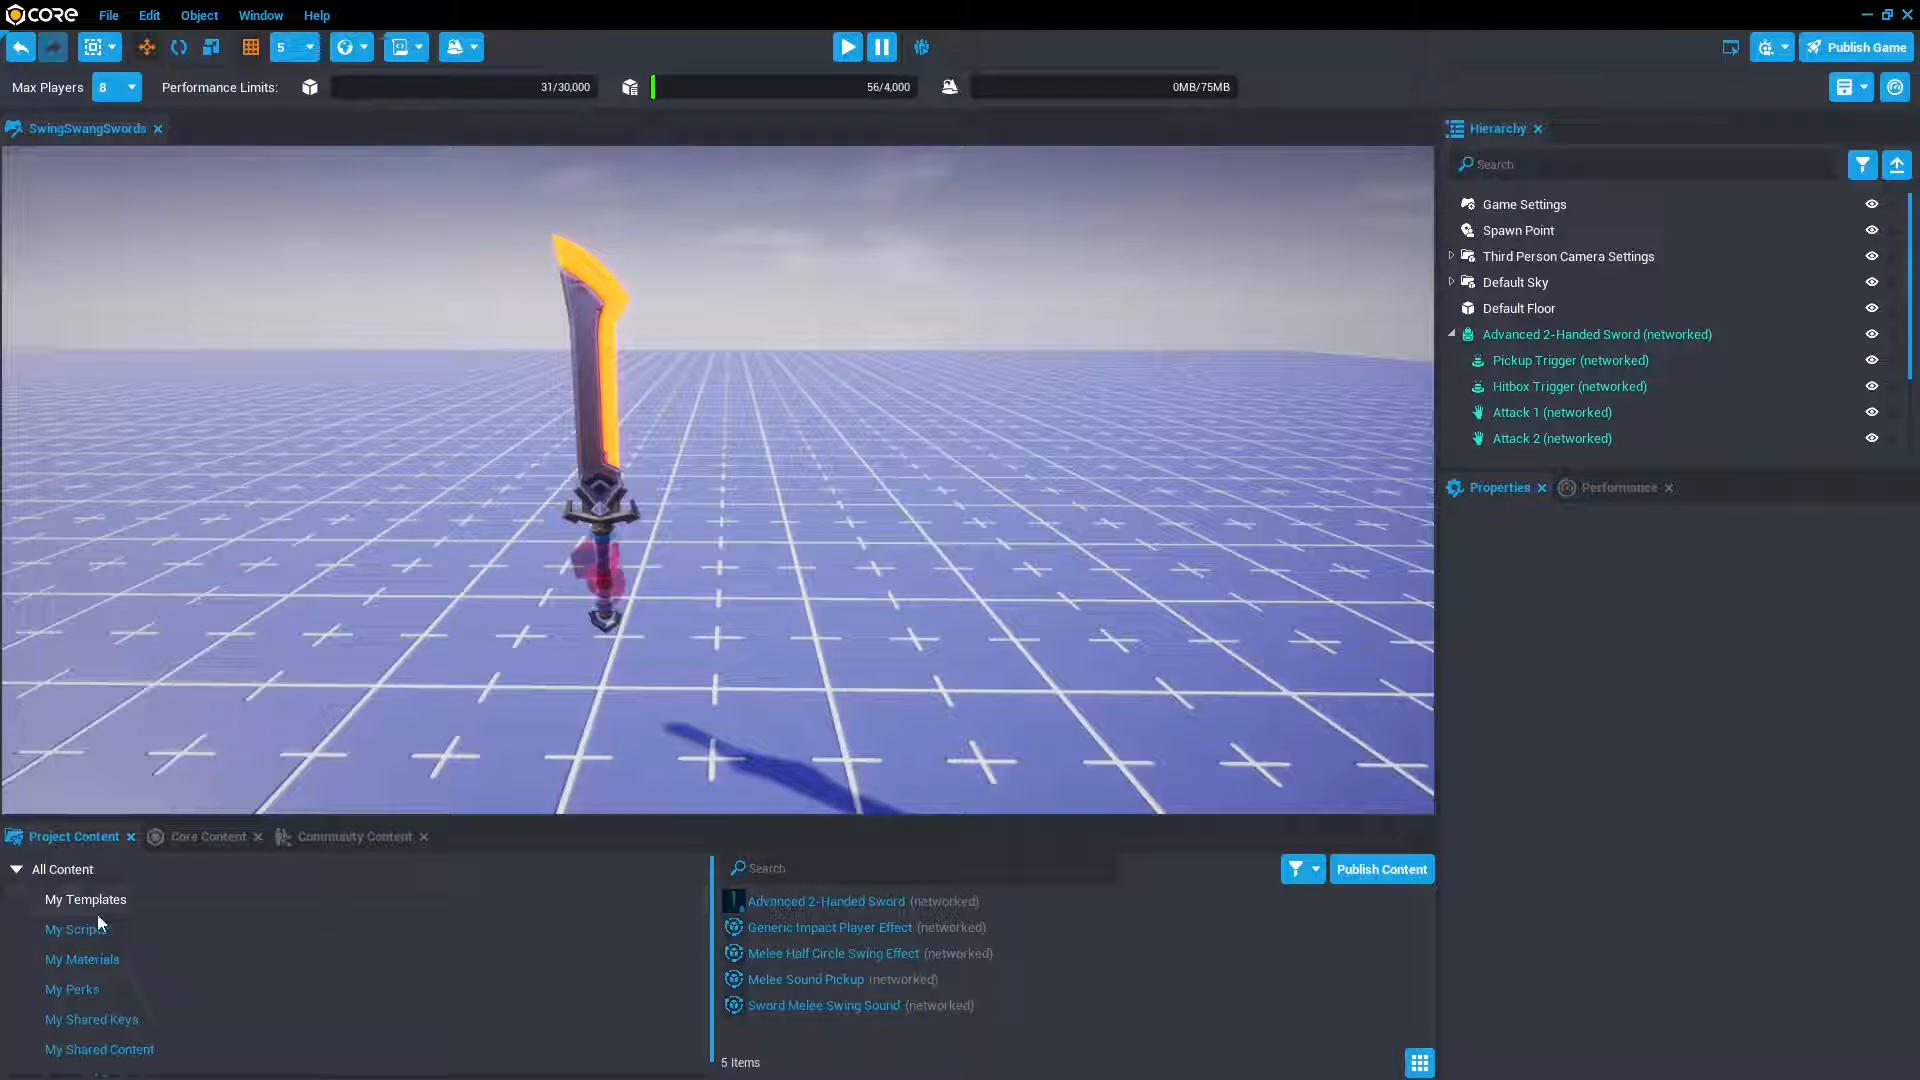 CORE File Edit Object Window Help
5 Publish Game
Max Players 8 Performance Limits: 31/30,000 56/4,000 0MB/75MB
SwingSwangSwords
Hierarchy
Search
Game Settings
Spawn Point
Third Person Camera Settings
Default Sky
Default Floor
Advanced 2-Handed Sword (networked)
Pickup Trigger (networked)
Hitbox Trigger (networked)
Attack 1 (networked)
Attack 2 (networked)
Properties Performance
Project Content Core Content Community Content
All Content
My Templates
My Scripts
My Materials
My Perks
My Shared Keys
My Shared Content
Search Publish Content
Advanced 2-Handed Sword (networked)
Generic Impact Player Effect (networked)
Melee Half Circle Swing Effect (networked)
Melee Sound Pickup (networked)
Sword Melee Swing Sound (networked)
5 Items